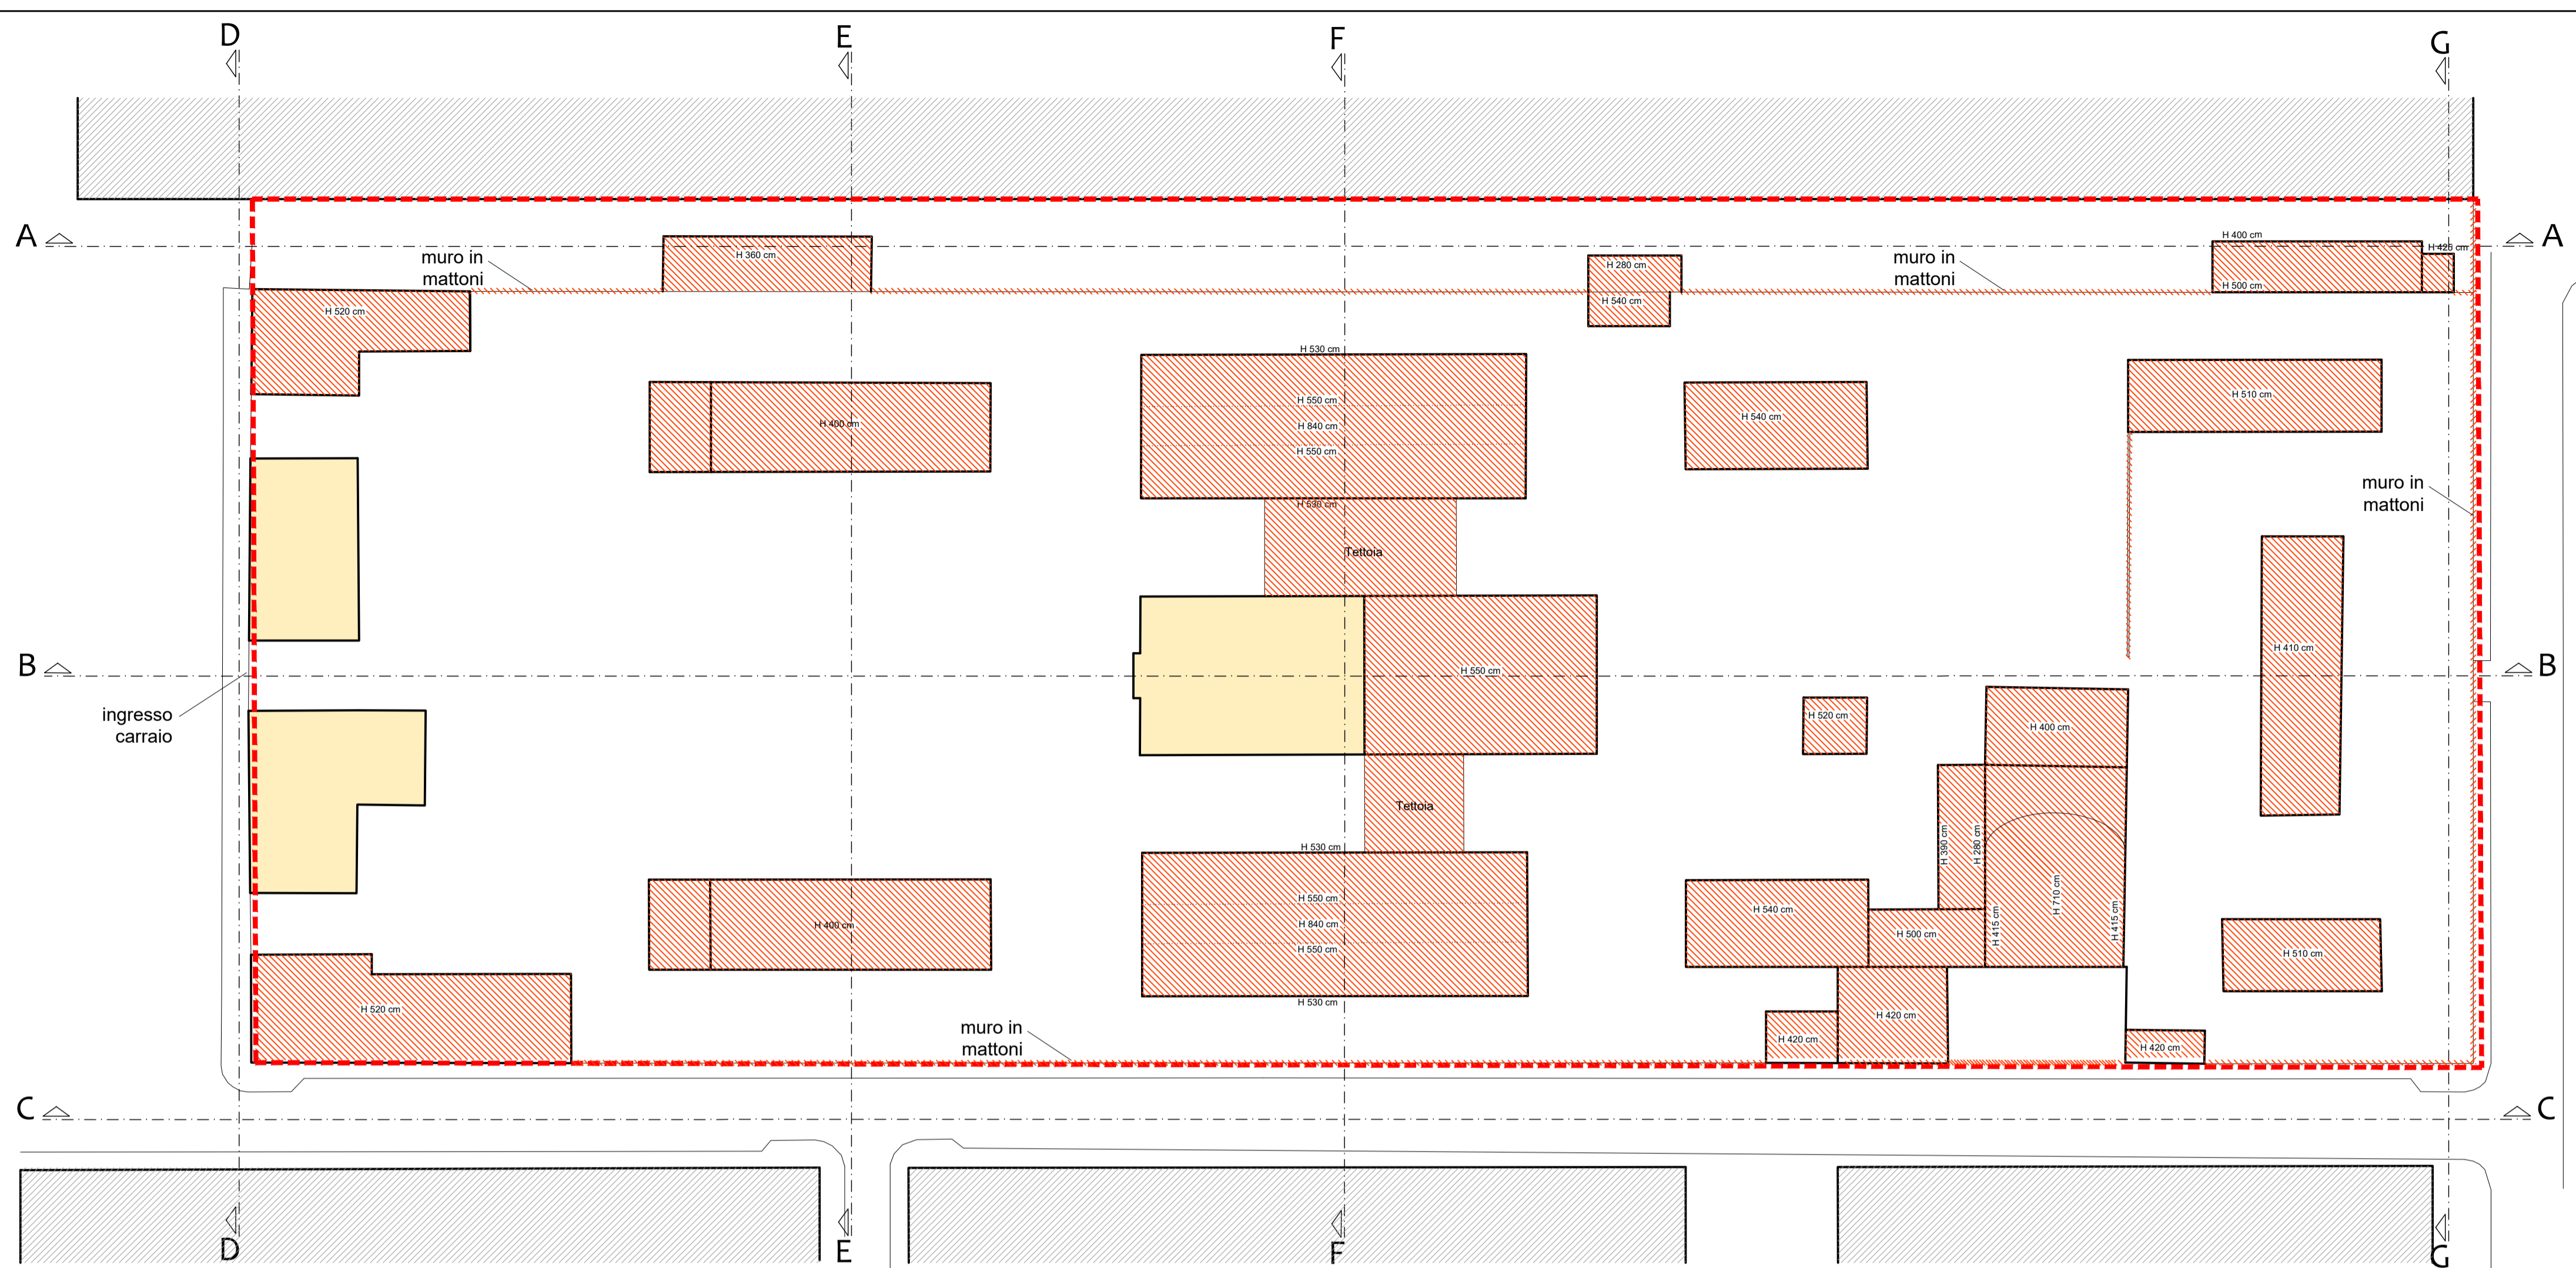 D
E
F
G
A
A
H 360 cm
muro in
mattoni
H 280 cm
muro in
mattoni
H 400 cm
H 425 cm
H 500 cm
H 520 cm
H 540 cm
H 530 cm
H 550 cm
H 840 cm
H 550 cm
H 530 cm
H 400 cm
H 540 cm
H 510 cm
muro in
mattoni
Tettoia
H 410 cm
B
H 550 cm
B
ingresso
carraio
H 520 cm
H 400 cm
Tettoia
H 390 cm
H 280 cm
H 415 cm
H 710 cm
H 415 cm
H 530 cm
H 550 cm
H 840 cm
H 550 cm
H 530 cm
H 400 cm
H 540 cm
H 500 cm
H 510 cm
H 520 cm
H 420 cm
H 420 cm
H 420 cm
muro in
mattoni
C
C
D
E
F
G